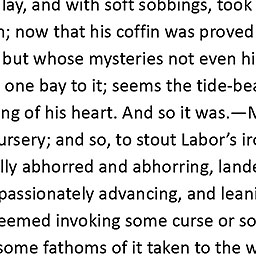 lay, and with soft sobbings, took
; now that his coffin was proved
but whose mysteries not even hi
one bay to it; seems the tide-bea
ng of his heart. And so it was.—
ursery; and so, to stout Labor’s iro
lly abhorred and abhorring, lande
passionately advancing, and leani
eemed invoking some curse or so
some fathoms of it taken to the w